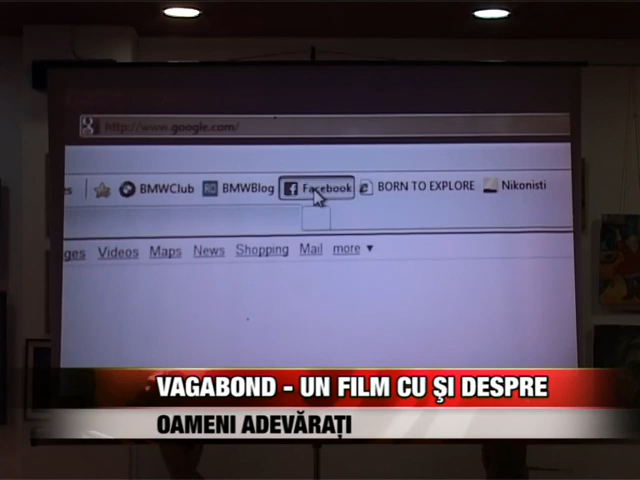 http://www.google.com/
BMWClub BMWBlog Facebook BORN TO EXPLORE Nikonisti
ges Videos Maps News Shopping Mail more ▼
VAGABOND - UN FILM CU ŞI DESPRE
OAMENI ADEVĂRAŢI